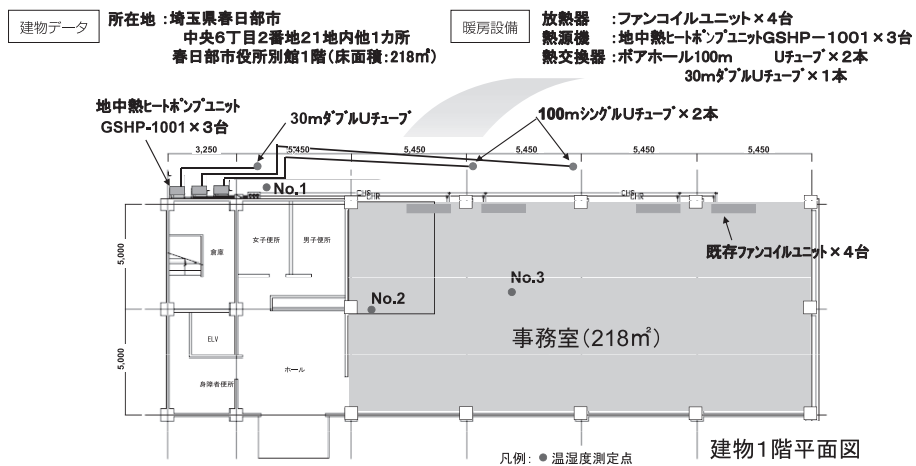 建物データ
所在地：埼玉県春日部市
中央6丁目2番地21地内他1カ所
春日部市役所別館1階（床面積：218㎡）
暖房設備
放熱器　：ファンコイルユニット×4台
熱源機　：地中熱ヒートポンプユニットGSHP－1001×3台
熱交換器：ボアホール100m　Uチューブ×2本
30mダブルUチューブ×1本
地中熱ヒートポンプユニット
GSHP-1001×3台
30mダブルUチューブ
100mシングルUチューブ×2本
3,250
5,450
5,450
5,450
5,450
5,450
No.1
CHS
CHR
CHS
CHR
既存ファンコイルユニット×4台
5,000
倉庫
女子便所
男子便所
No.2
No.3
事務室（218㎡）
5,000
ELV
ホール
身障者便所
凡例：●温湿度測定点
建物1階平面図